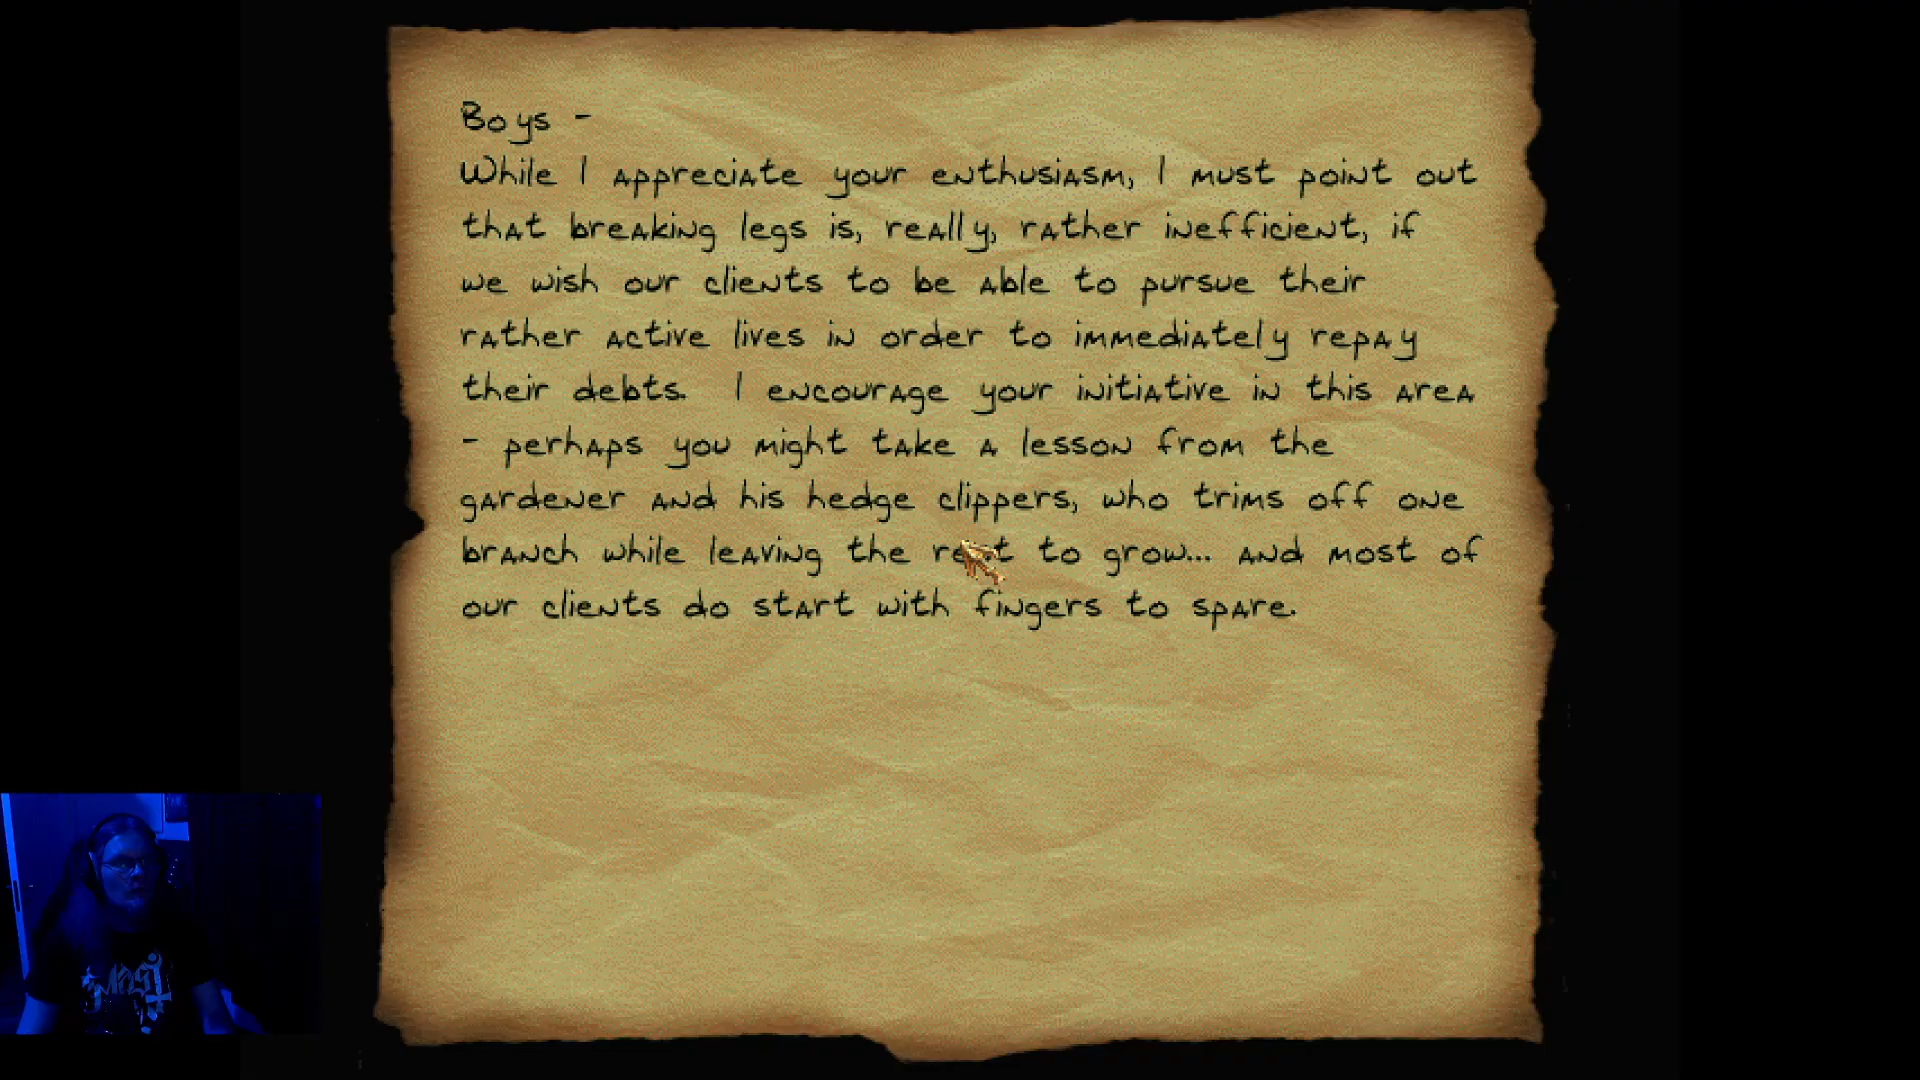 Boys -
While I appreciate your enthusiasm, I must point out
that breaking legs is, really, rather inefficient, if
we wish our clients to be able to pursue their
rather active lives in order to immediately repay
their debts. I encourage your initiative in this area
- perhaps you might take a lesson from the
gardener and his hedge clippers, who trims off one
branch while leaving the rest to grow... and most of
our clients do start with fingers to spare.